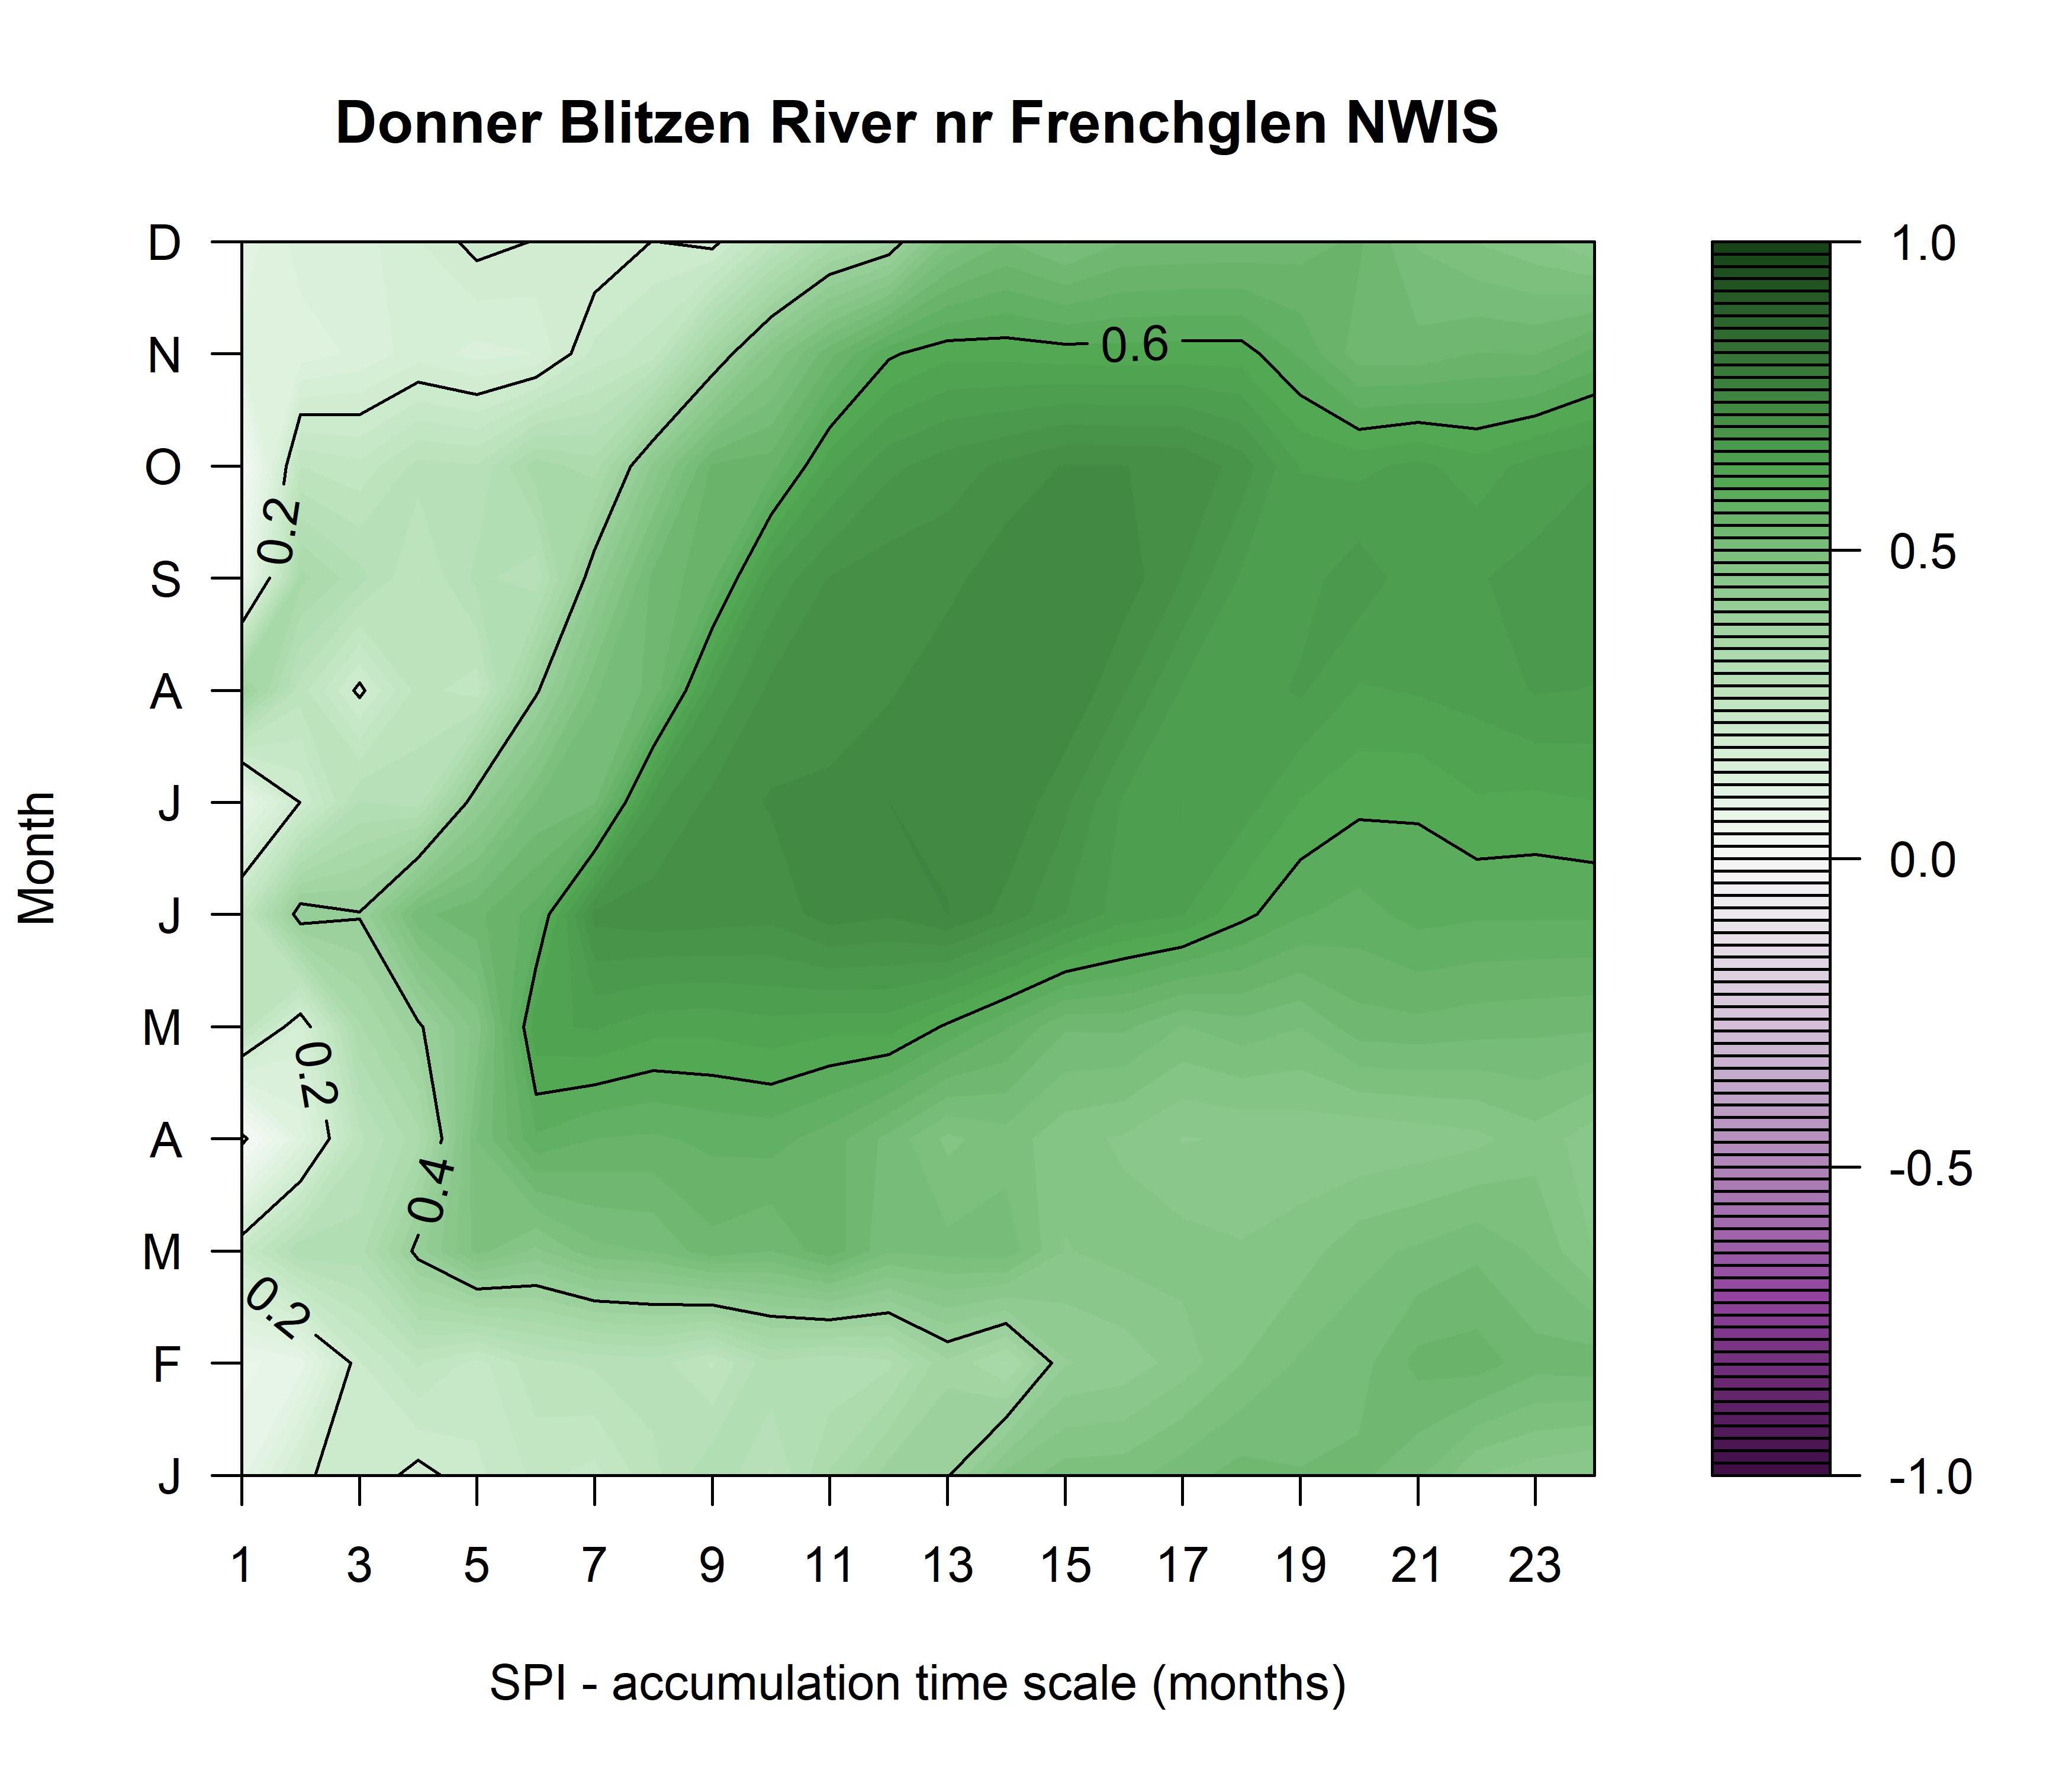 Donner Blitzen River nr Frenchglen NWIS
D
N
O
S
A
J
J
M
A
M
F
J
Month
0.6
0.2
0.2
0.4
0.2
1 3 5 7 9 11 13 15 17 19 21 23
SPI - accumulation time scale (months)
1.0
0.5
0.0
-0.5
-1.0